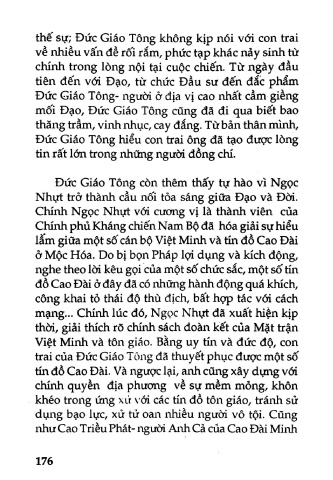 thế sự; Đức Giáo Tông không kịp nói với con trai
về nhiều vấn đề rối rắm, phức tạp khác nảy sinh từ
chính trong lòng nội tại cuộc chiến. Từ ngày đầu
tiên đến với Đạo, từ chức Đầu sư đến đắc phẩm
Đức Giáo Tông- người ở địa vị cao nhất cầm giềng
mối Đạo, Đức Giáo Tông cũng đã đi qua biết bao
thăng trầm, vinh nhục, cay đắng. Từ bản thân mình,
Đức Giáo Tông hiểu con trai ông đã tạo được lòng
tin rất lớn trong những người đồng chí.
Đức Giáo Tông còn thêm thấy tự hào vì Ngọc
Nhựt trở thành cầu nối tỏa sáng giữa Đạo và Đời.
Chính Ngọc Nhựt với cương vị là thành viên của
Chính phủ Kháng chiến Nam Bộ đã hóa giải sự hiểu
lầm giữa một số cán bộ Việt Minh và tín đồ Cao Đài
ở Mộc Hóa. Do bị bọn Pháp lợi dụng và kích động,
nghe theo lời kêu gọi của một số chức sắc, một số tín
đồ Cao Đài ở đây đã có những hành động quá khích,
công khai tỏ thái độ thù địch, bất hợp tác với cách
mạng... Chính lúc đó, Ngọc Nhựt đã xuất hiện kịp
thời, giải thích rõ chính sách đoàn kết của Mặt trận
Việt Minh và tôn giáo. Bằng uy tín và đức độ, con
trai của Đức Giáo Tông đã thuyết phục được một số
tín đồ Cao Đài. Và ngược lại, anh cũng xây dựng với
chính quyền địa phương về sự mềm mỏng, khôn
khéo trong ứng xử với các tín đồ tôn giáo, tránh sử
dụng bạo lực, xử tử oan nhiều người vô tội. Cũng
như Cao Triều Phát- người Anh Cả của Cao Đài Minh
176